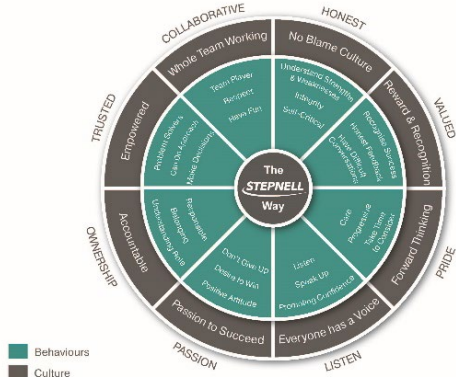 COLLABORATIVE
HONEST
VALUED
PRIDE
LISTEN
PASSION
OWNERSHIP
TRUSTED
Whole Team Working
No Blame Culture
Reward & Recognition
Forward Thinking
Everyone has a Voice
Passion to Succeed
Accountable
Empowered
Team Player
Respect
Have Fun
Understand Strengths
& Weaknesses
Integrity
Self-Critical
Recognise Success
Honest Feedback
Have Difficult
Conversations
Care
Progressive
Take Time
to Consider
Listen
Speak Up
Promoting Confidence
Don't Give Up
Desire to Win
Positive Attitude
Responsible
Belonging
Understanding Role
Problem Solvers
Can Do Approach
Make Decisions
The
STEPNELL
Way
Behaviours
Culture